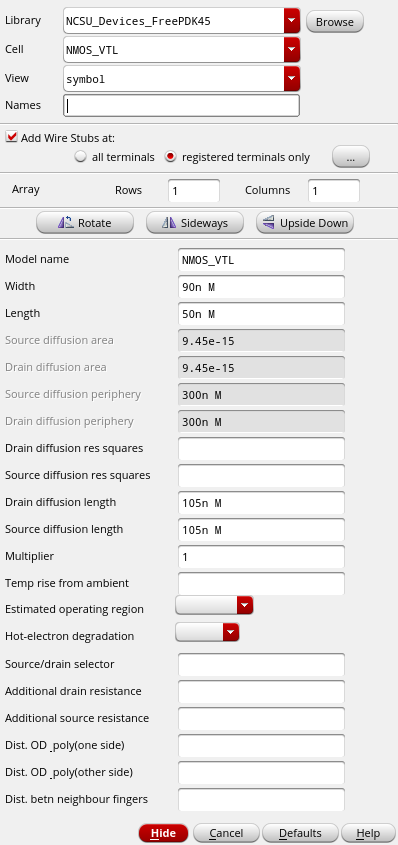 Library NCSU_Devices_FreePDK45 Browse
Cell NMOS_VTL
View symbol
Names
Add Wire Stubs at:
all terminals registered terminals only ...
Array Rows 1 Columns 1
Rotate Sideways Upside Down
Model name NMOS_VTL
Width 90n M
Length 50n M
Source diffusion area 9.45e-15
Drain diffusion area 9.45e-15
Source diffusion periphery 300n M
Drain diffusion periphery 300n M
Drain diffusion res squares
Source diffusion res squares
Drain diffusion length 105n M
Source diffusion length 105n M
Multiplier 1
Temp rise from ambient
Estimated operating region
Hot-electron degradation
Source/drain selector
Additional drain resistance
Additional source resistance
Dist. OD_poly(one side)
Dist. OD_poly(other side)
Dist. betn neighbour fingers
Hide Cancel Defaults Help